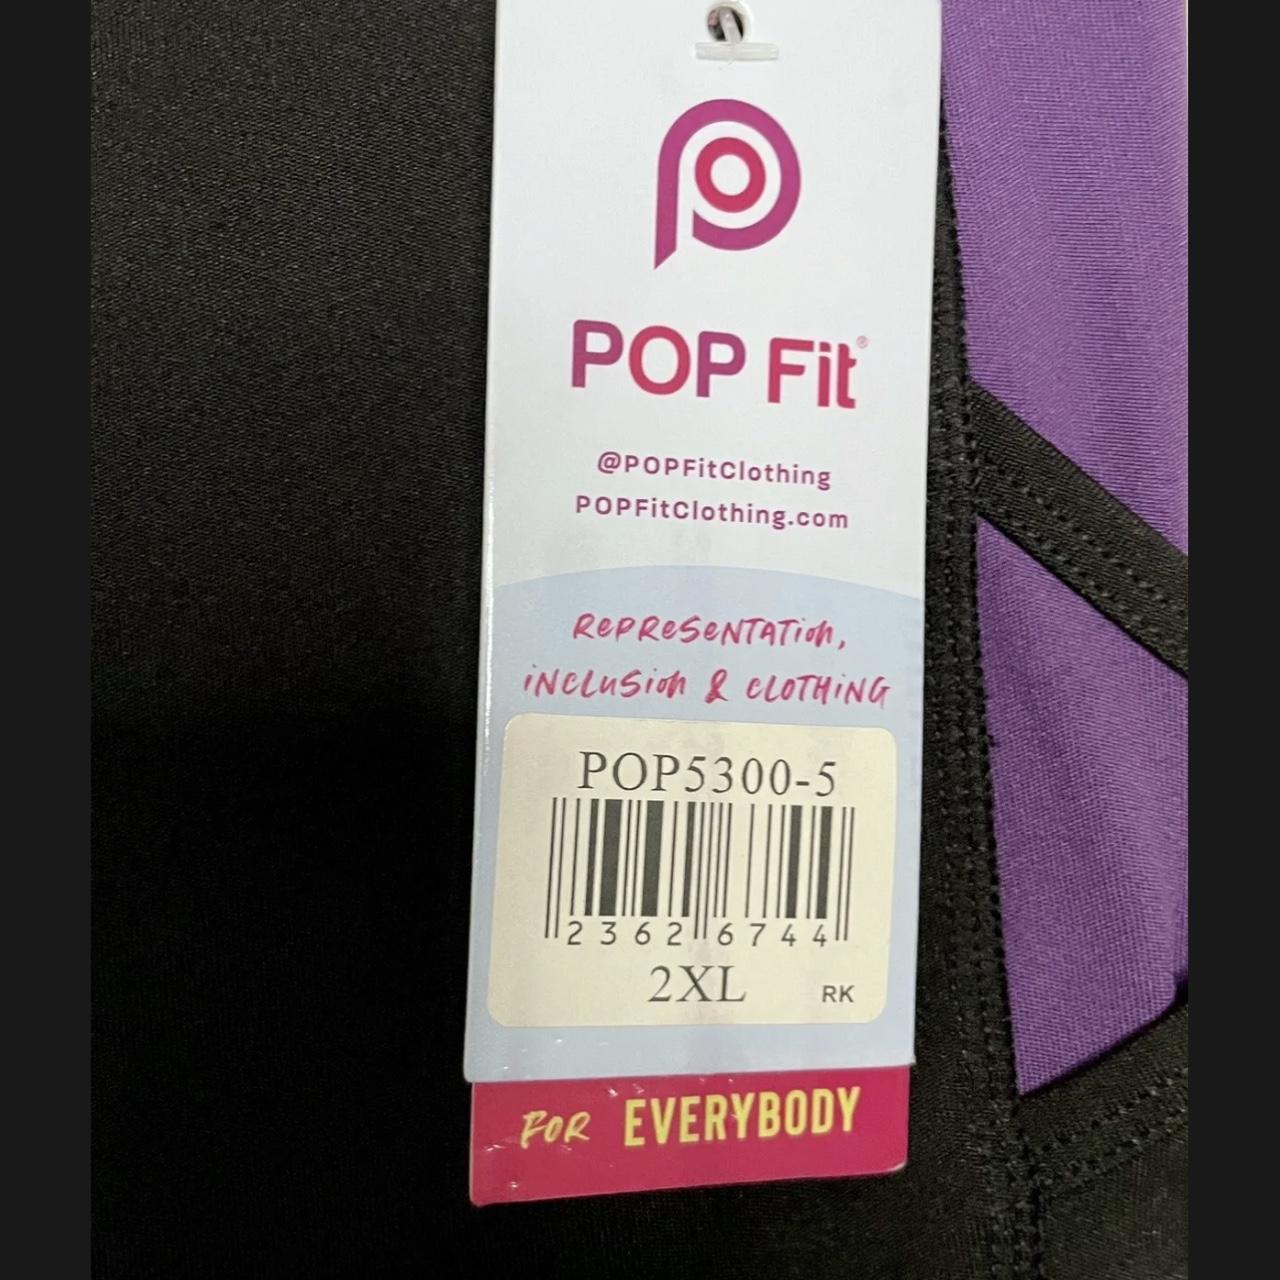 POP Fit®
@POPFitClothing
POPFitClothing.com
RePReSeNTATion,
iNCLUSion & CLOTHiNG
POP5300-5
2362 6744
2XL RK
FOR EVERYBODY